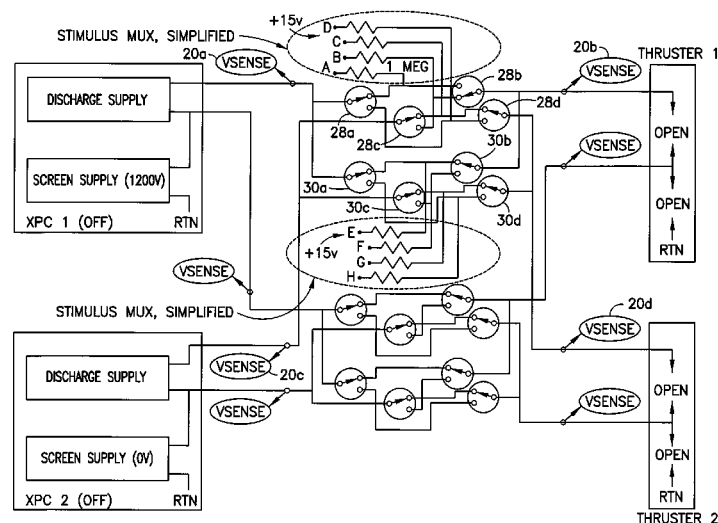 STIMULUS MUX, SIMPLIFIED
+15v
D
C
B
A
1 MEG
20a
VSENSE
28b
28a
28c
28d
20b
VSENSE
THRUSTER 1
XPC 1 (OFF)
DISCHARGE SUPPLY
SCREEN SUPPLY (1200V)
RTN
30b
30a
30c
30d
VSENSE
OPEN
OPEN
RTN
E
F
G
H
+15v
VSENSE
STIMULUS MUX, SIMPLIFIED
DISCHARGE SUPPLY
SCREEN SUPPLY (0V)
RTN
XPC 2 (OFF)
VSENSE
20c
VSENSE
20d
VSENSE
VSENSE
OPEN
OPEN
RTN
THRUSTER 2